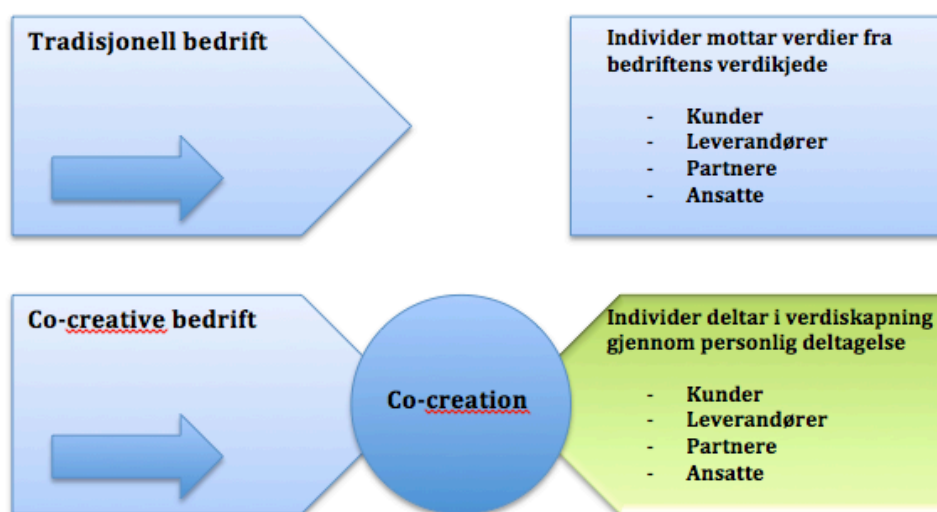 Tradisjonell bedrift
Individer mottar verdier fra
bedriftens verdikjede
- Kunder
- Leverandører
- Partnere
- Ansatte
Co-creative bedrift
Co-creation
Individer deltar i verdiskapning
gjennom personlig deltagelse
- Kunder
- Leverandører
- Partnere
- Ansatte